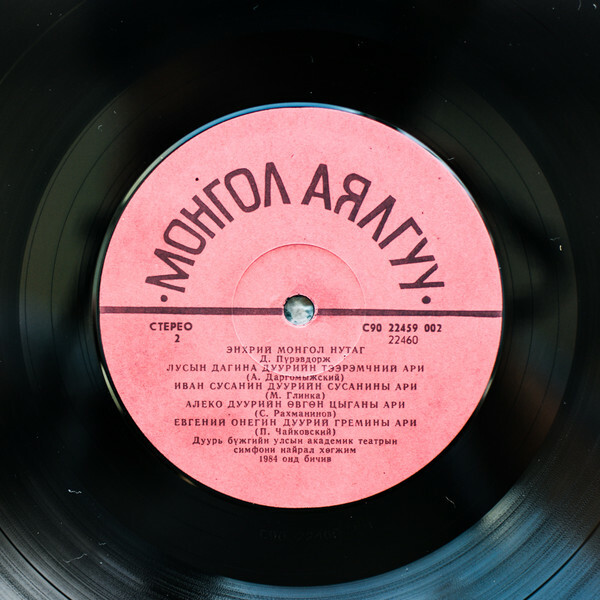 • МОНГОЛ АЯЛГУУ •
СТЕРЕО
2
С90 22459 002
22460
ЭНХРИЙ МОНГОЛ НУТАГ
Д. Пүрэвдорж
ЛУСЫН ДАГИНА ДУУРИЙН ТЭЭРЭМЧНИЙ АРИ
(А. Даргомыжский)
ИВАН СУСАНИН ДУУРИЙН СУСАНИНЫ АРИ
(М. Глинка)
АЛЕКО ДУУРИЙН ӨВГӨН ЦЫГАНЫ АРИ
(С. Рахманинов)
ЕВГЕНИЙ ОНЕГИН ДУУРИЙ ГРЕМИНЫ АРИ
(П. Чайковский)
Дуурь бүжгийн улсын академик театрын
симфони найрал хөгжим
1984 онд бичив